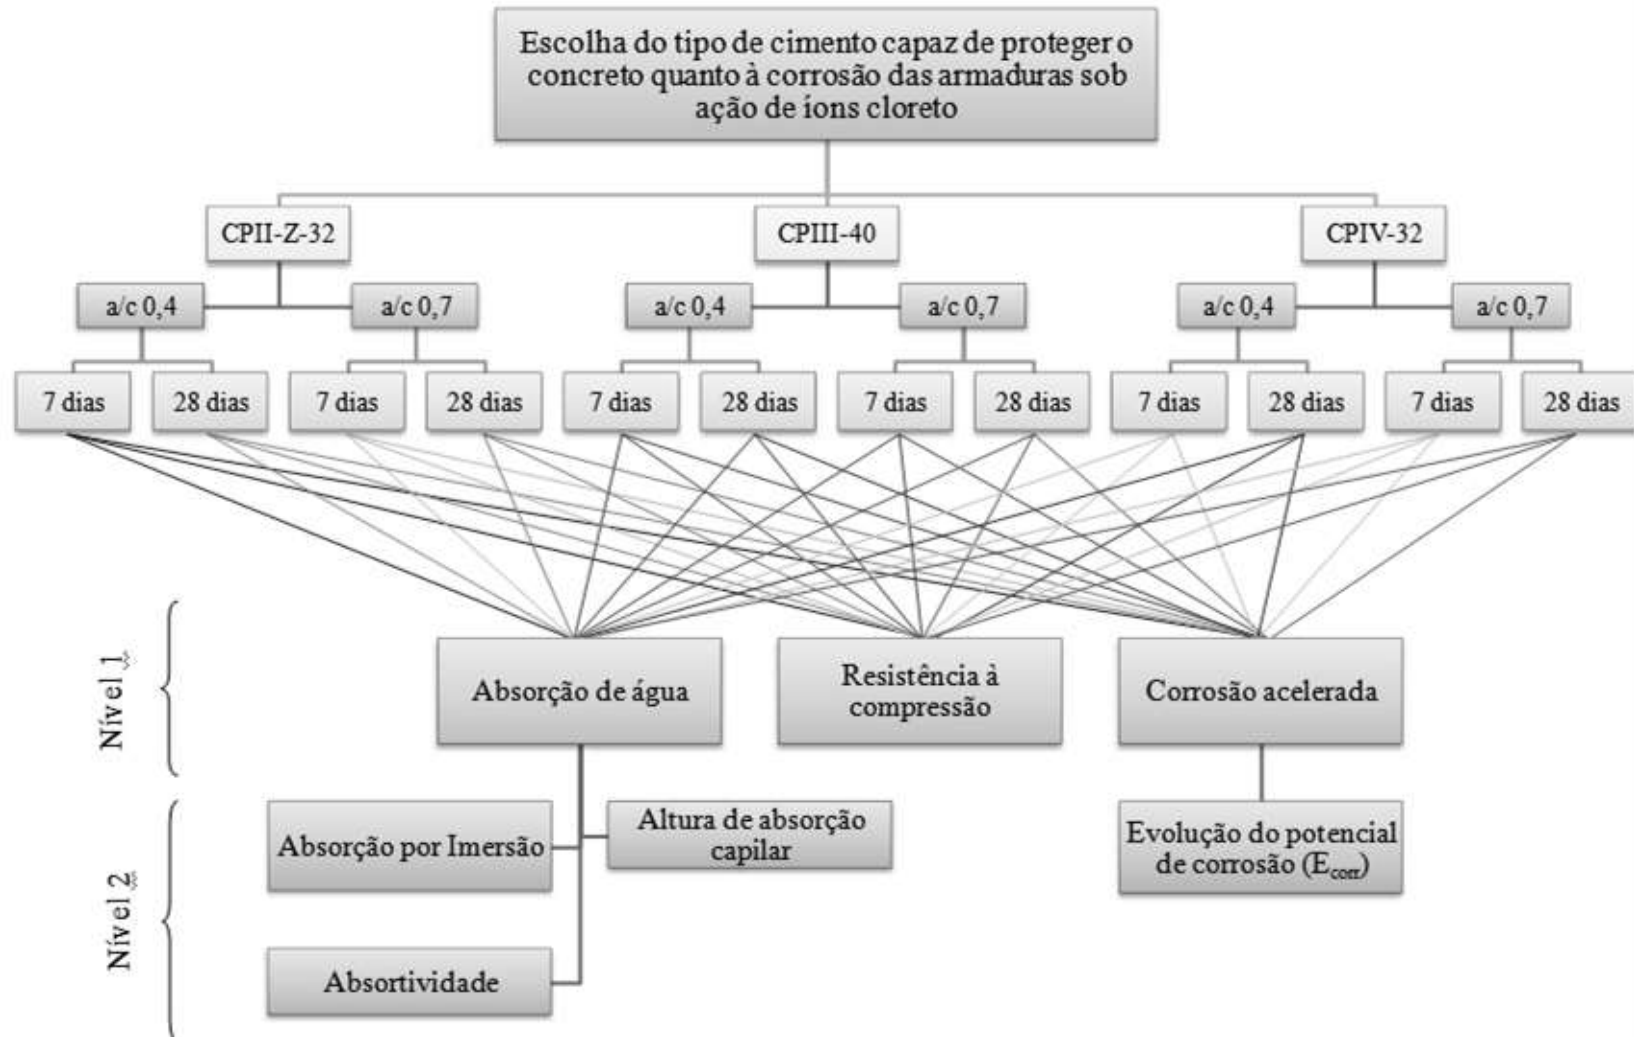 Escolha do tipo de cimento capaz de proteger o
concreto quanto à corrosão das armaduras sob
ação de íons cloreto
CPII-Z-32
CPIII-40
CPIV-32
a/c 0,4
a/c 0,7
a/c 0,4
a/c 0,7
a/c 0,4
a/c 0,7
7 dias
28 dias
7 dias
28 dias
7 dias
28 dias
7 dias
28 dias
7 dias
28 dias
7 dias
28 dias
Nível 1
Absorção de água
Resistência à
compressão
Corrosão acelerada
Nível 2
Absorção por Imersão
Altura de absorção
capilar
Evolução do potencial
de corrosão (Ecorr)
Absortividade